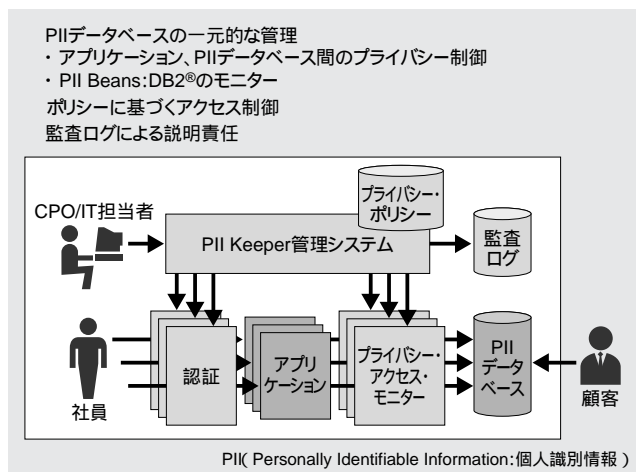 PIIデータベースの一元的な管理
・ アプリケーション、PIIデータベース間のプライバシー制御
・ PII Beans:DB2®のモニター
ポリシーに基づくアクセス制御
監査ログによる説明責任
CPO/IT担当者
プライバシー・
ポリシー
PII Keeper管理システム
監査
ログ
認証
アプリ
ケーション
プライバシー・
アクセス・
モニター
PII
データ
ベース
社員
顧客
PII( Personally Identifiable Information:個人識別情報 )